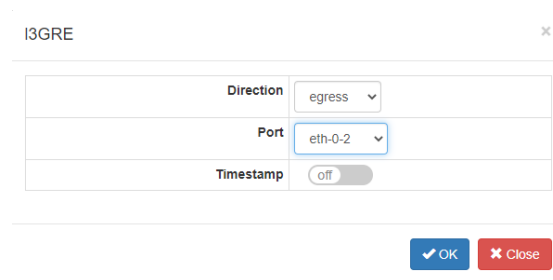 l3GRE ×
Direction egress
Port eth-0-2
Timestamp off
OK Close